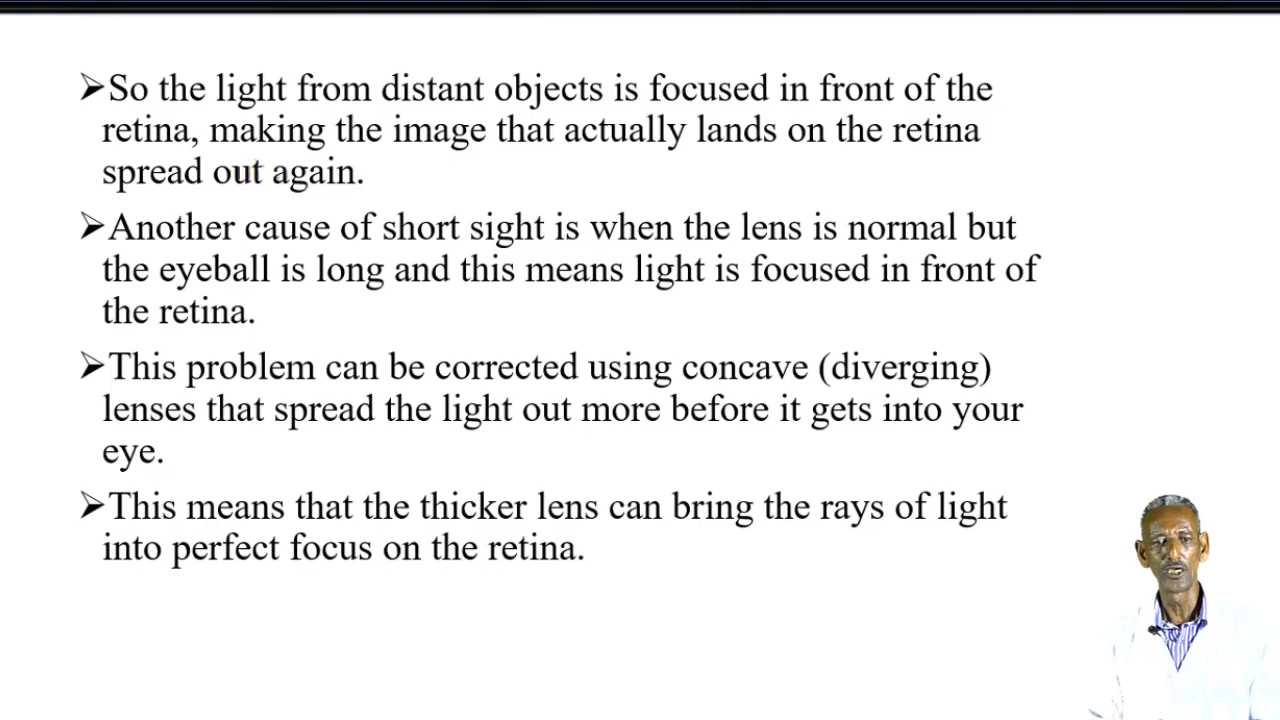 ➢So the light from distant objects is focused in front of the
retina, making the image that actually lands on the retina
spread out again.
➢Another cause of short sight is when the lens is normal but
the eyeball is long and this means light is focused in front of
the retina.
➢This problem can be corrected using concave (diverging)
lenses that spread the light out more before it gets into your
eye.
➢This means that the thicker lens can bring the rays of light
into perfect focus on the retina.